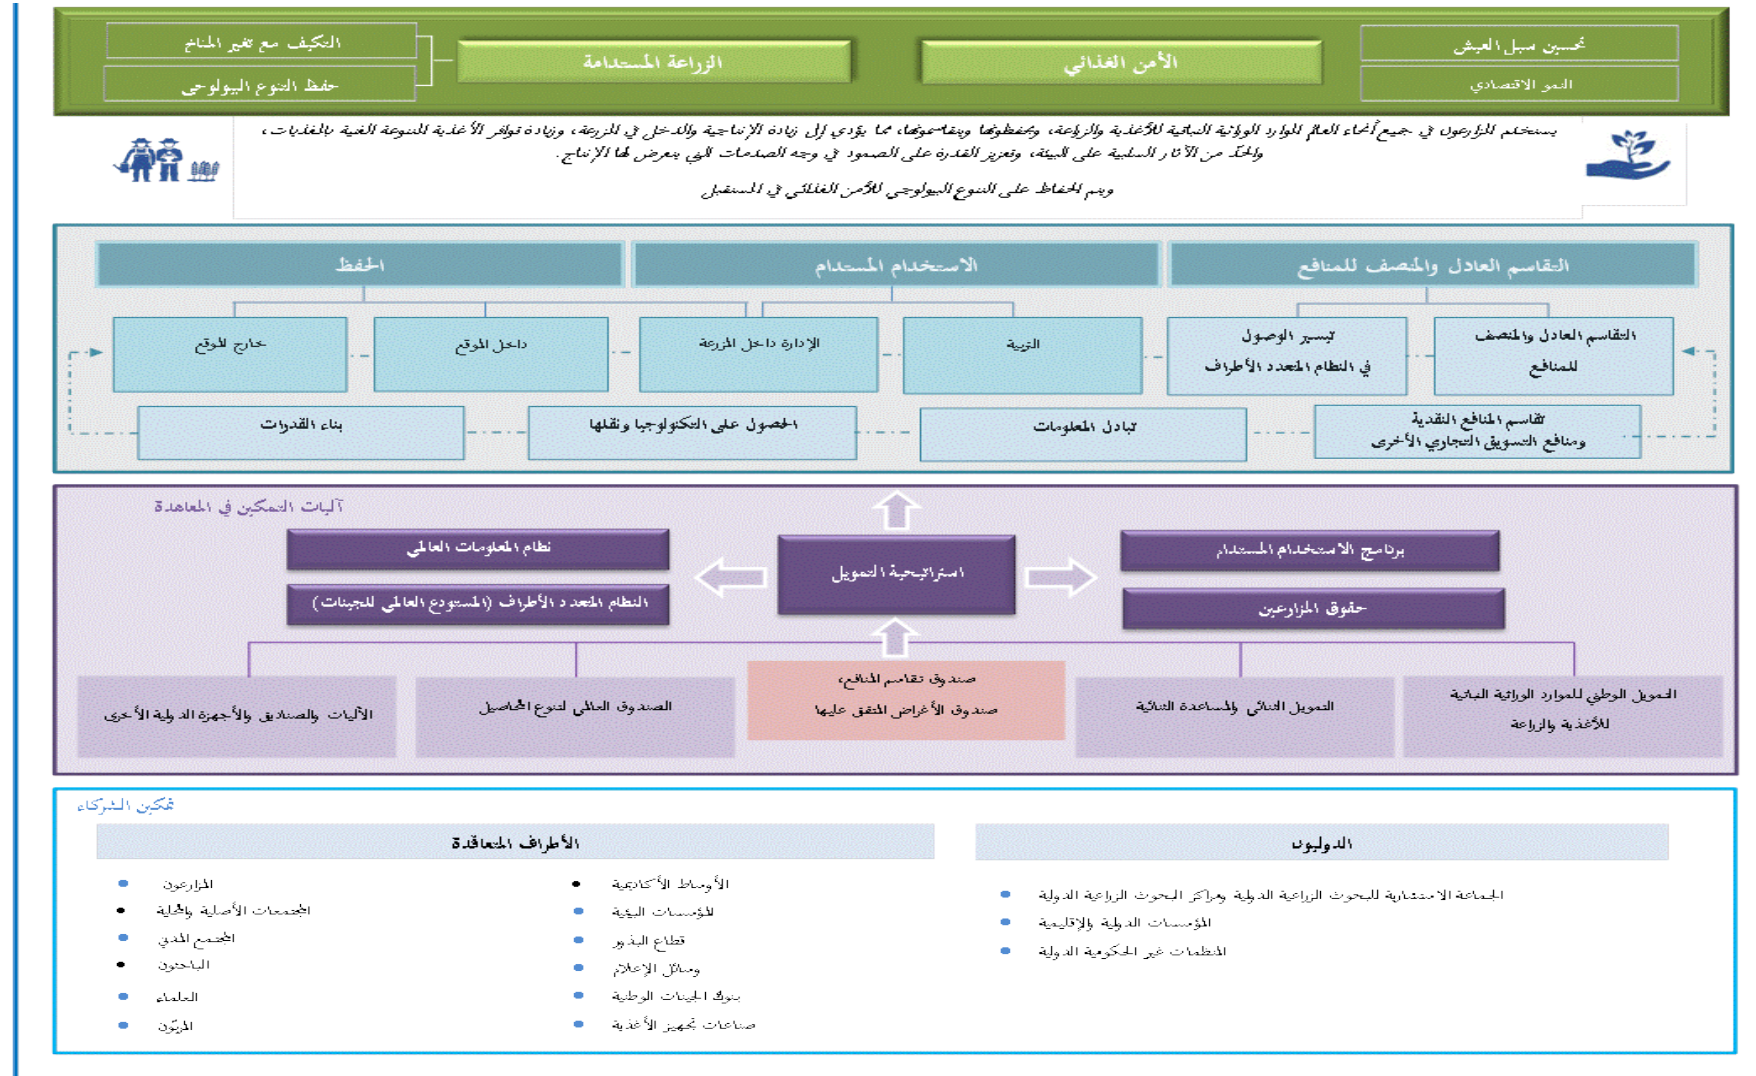 تحسين سبل العيش
النمو الاقتصادي
الأمن الغذائي
الزراعة المستدامة
التكيف مع تغير المناخ
حفظ التنوع البيولوجي
يستخدم المزارعون في جميع أنحاء العالم الموارد الوراثية النباتية للأغذية والزراعة، ويحفظونها ويتقاسمونها، مما يؤدي إلى زيادة الإنتاجية والدخل في المزرعة، وزيادة توافر الأغذية المتنوعة الغنية بالمغذيات،
والحدّ من الآثار السلبية على البيئة، وتعزيز القدرة على الصمود في وجه الصدمات التي يتعرض لها الإنتاج.
ويتم الحفاظ على التنوع البيولوجي للأمن الغذائي في المستقبل
التقاسم العادل والمنصف للمنافع
الاستخدام المستدام
الحفظ
التقاسم العادل والمنصف
للمنافع
تيسير الوصول
في النظام المتعدد الأطراف
التربية
الإدارة داخل المزرعة
داخل الموقع
خارج الموقع
تقاسم المنافع النقدية
ومنافع التسويق التجاري الأخرى
تبادل المعلومات
الحصول على التكنولوجيا ونقلها
بناء القدرات
آليات التمكين في المعاهدة
برنامج الاستخدام المستدام
حقوق المزارعين
استراتيجية التمويل
نظام المعلومات العالمي
النظام المتعدد الأطراف (المستودع العالمي للجينات)
التمويل الوطني للموارد الوراثية النباتية
للأغذية والزراعة
التمويل الثنائي والمساعدة الثنائية
صندوق تقاسم المنافع،
صندوق الأغراض المتفق عليها
الصندوق العالمي لتنوع المحاصيل
الآليات والصناديق والأجهزة الدولية الأخرى
تمكين الشركاء
الدوليون
الجماعة الاستشارية للبحوث الزراعية الدولية ومراكز البحوث الزراعية الدولية
المؤسسات الدولية والإقليمية
المنظمات غير الحكومية الدولية
الأطراف المتعاقدة
الأوساط الأكاديمية
المؤسسات البيئية
قطاع البذور
وسائل الإعلام
بنوك الجينات الوطنية
صناعات تجهيز الأغذية
المزارعون
المجتمعات الأصلية والمحلية
المجتمع المدني
الباحثون
العلماء
المربّون